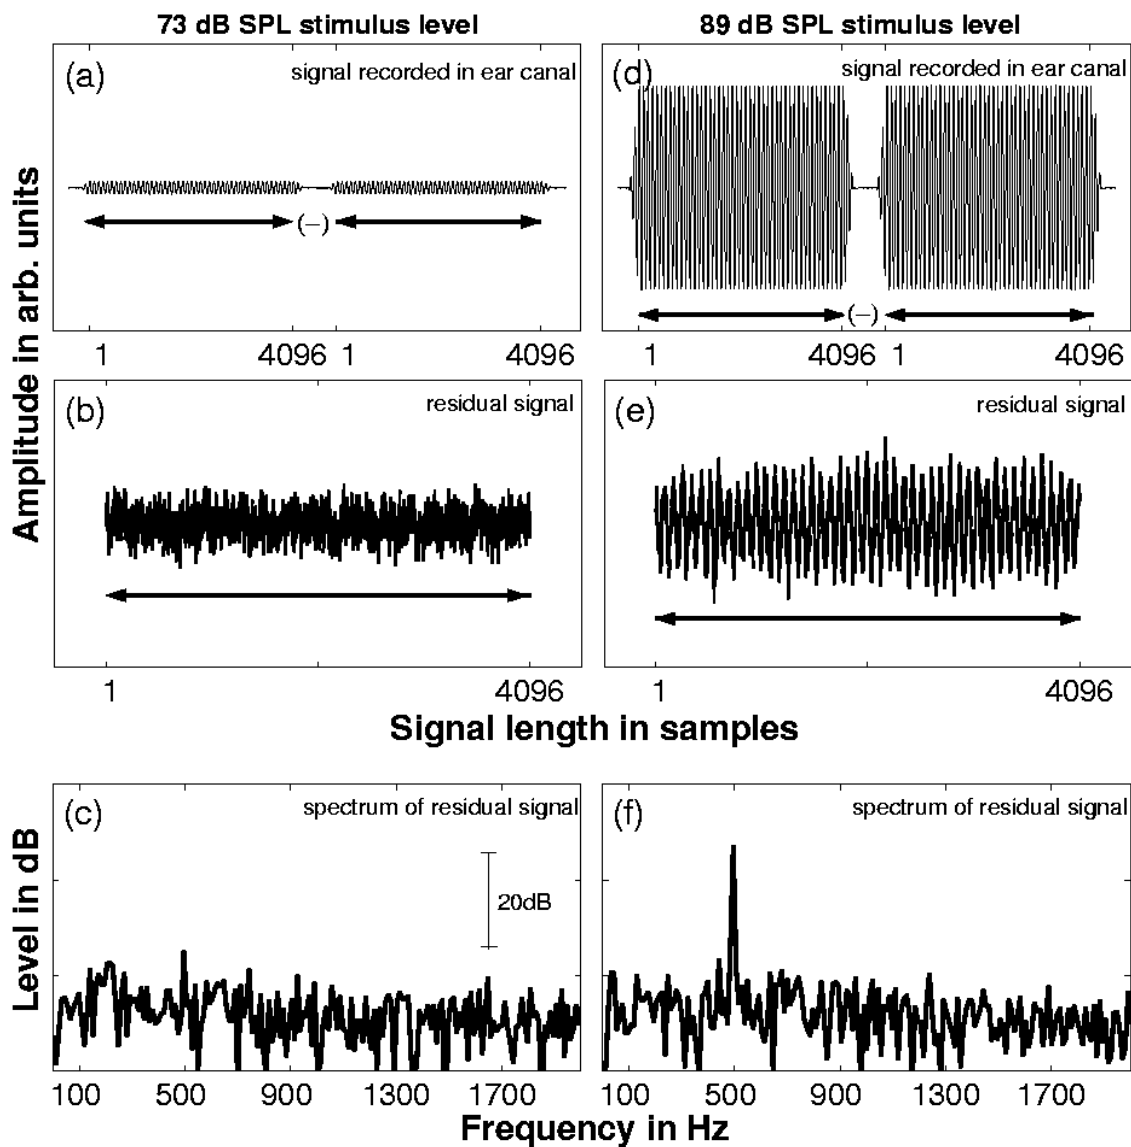 73 dB SPL stimulus level
89 dB SPL stimulus level
Amplitude in arb. units
(a)
signal recorded in ear canal
(−)
1 4096 1 4096
(d)
signal recorded in ear canal
(−)
1 4096 1 4096
(b)
residual signal
1 4096
(e)
residual signal
1 4096
Signal length in samples
Level in dB
(c)
spectrum of residual signal
20dB
100 500 900 1300 1700
(f)
spectrum of residual signal
100 500 900 1300 1700
Frequency in Hz